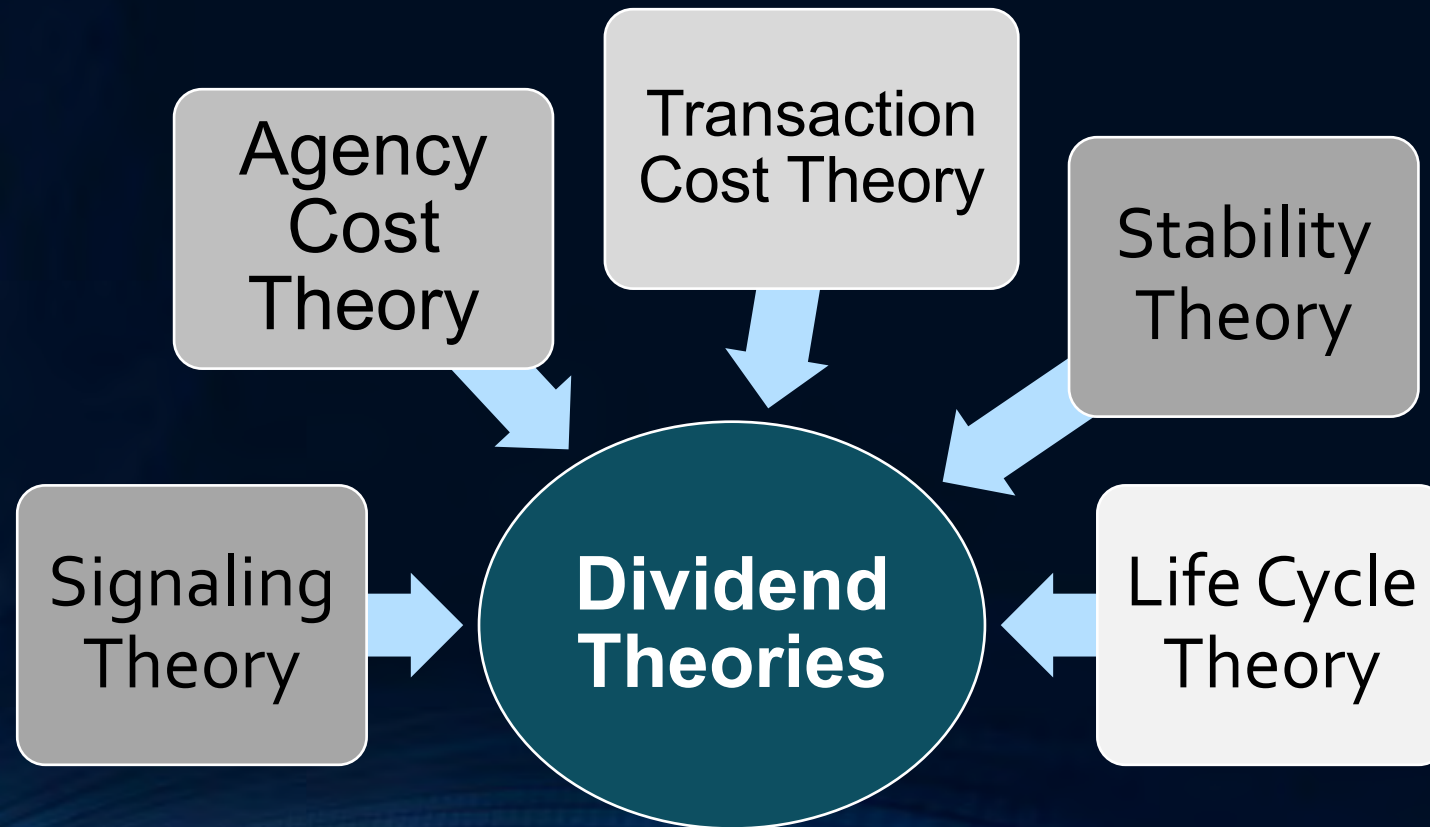 Agency
Cost
Theory
Transaction
Cost Theory
Stability
Theory
Signaling
Theory
Dividend
Theories
Life Cycle
Theory